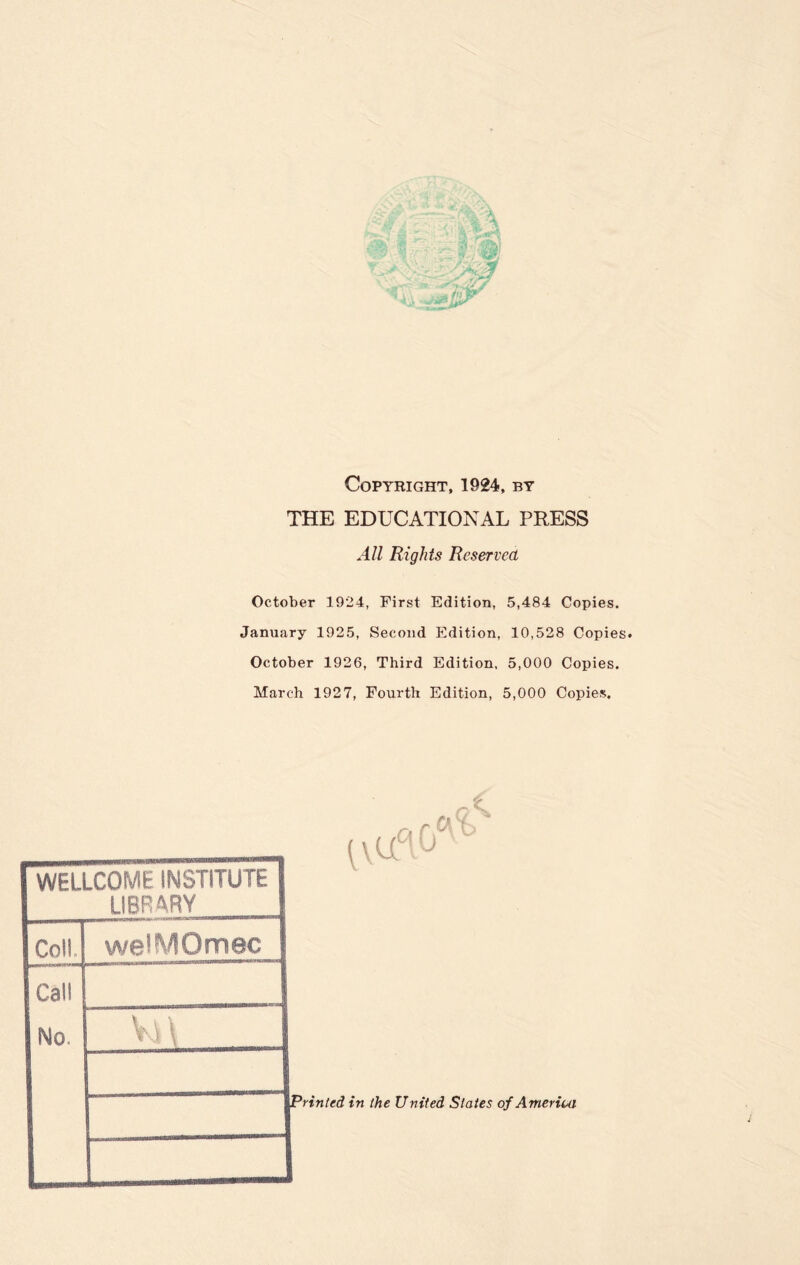 COPYRIGHT, 1924, BY
THE EDUCATIONAL PRESS
All Rights Reserved
October 1924, First Edition, 5,484 Copies.
January 1925, Second Edition, 10,528 Copies.
October 1926, Third Edition, 5,000 Copies.
March 1927, Fourth Edition, 5,000 Copies.
WELLCOME INSTITUTE
LIBRARY
Coll. welMOmec
Call
No.
Printed in the United States of America